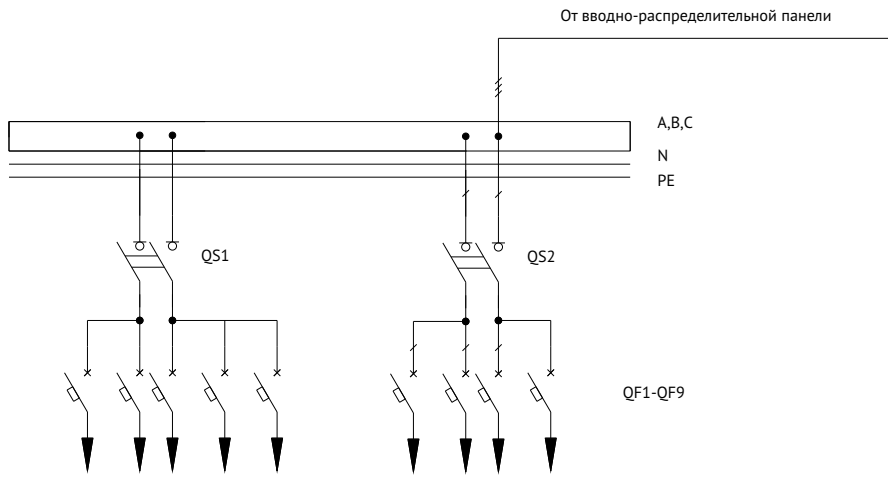 От вводно-распределительной панели
A,B,C
N
PE
QS1
QS2
QF1-QF9